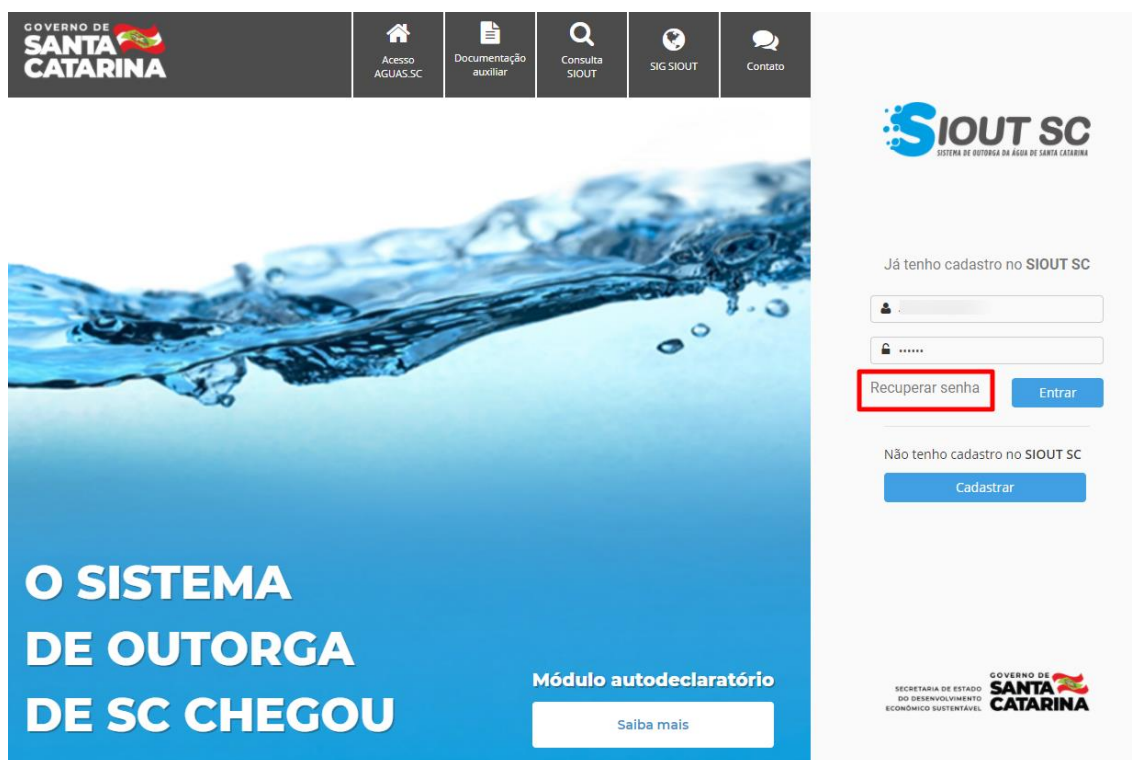 GOVERNO DE
SANTA
CATARINA
Acesso
AGUAS.SC
Documentação
auxiliar
Consulta
SIOUT
SIG SIOUT
Contato
SIOUT SC
SISTEMA DE OUTORGA DA ÁGUA DE SANTA CATARINA
Já tenho cadastro no SIOUT SC
......
Recuperar senha
Entrar
Não tenho cadastro no SIOUT SC
Cadastrar
O SISTEMA
DE OUTORGA
DE SC CHEGOU
Módulo autodeclaratório
Saiba mais
SECRETARIA DE ESTADO
DO DESENVOLVIMENTO
ECONÔMICO SUSTENTÁVEL
GOVERNO DE
SANTA
CATARINA